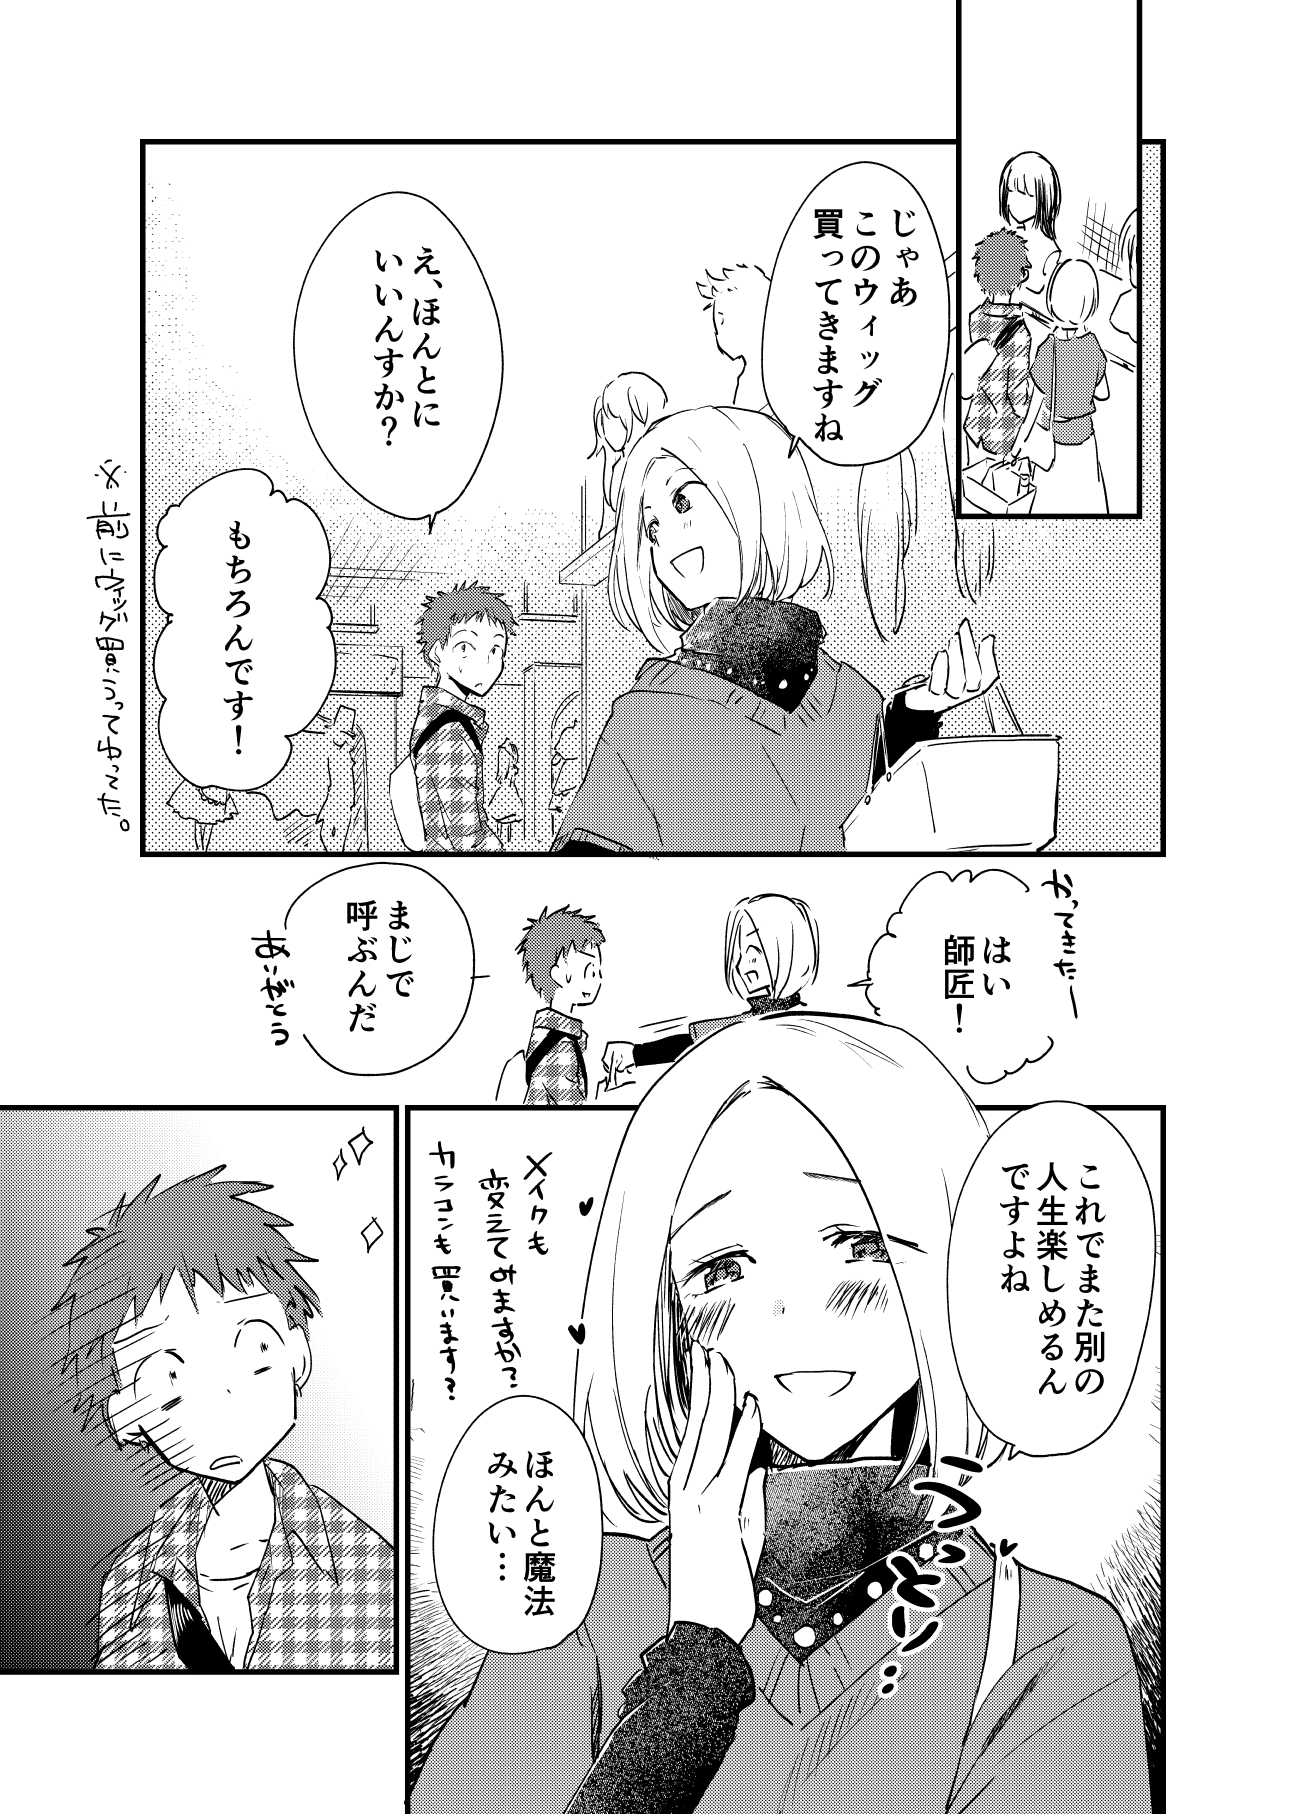 じゃあ
このウィッグ
買ってきますね
え、ほんとに
いいんすか?
もちろんです!
※前にウィッグ買うってゆってた。
かってきたー
はい
師匠!
まじで
呼ぶんだ
ありがとう
これでまた別の
人生楽しめるん
ですよね
うっとり…
メイクも
変えてみますか?
カラコンも買います?
ほんと魔法
みたい…